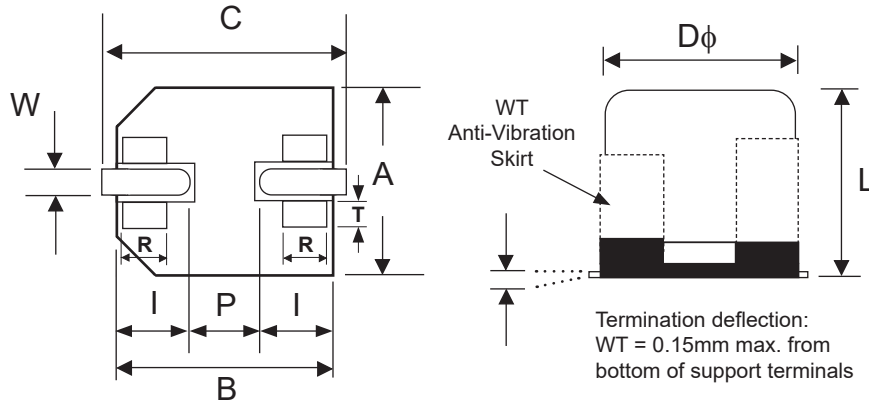 C
W
A
T
R
R
I
P
I
B
Dϕ
WT
Anti-Vibration
Skirt
L
Termination deflection:
WT = 0.15mm max. from
bottom of support terminals